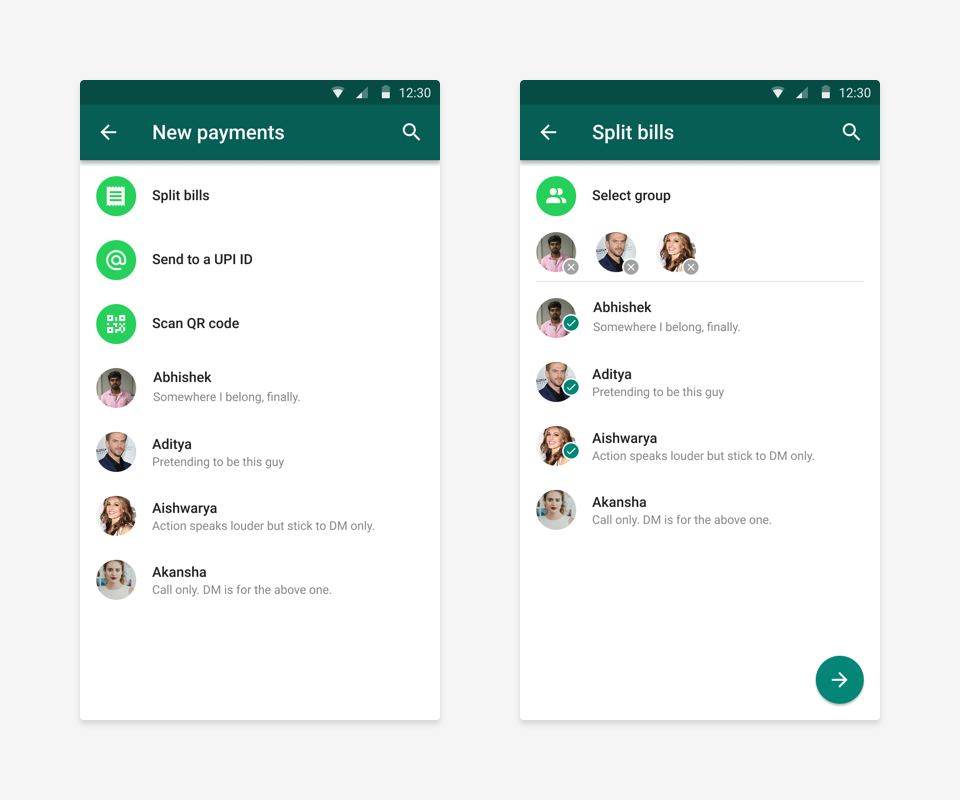 12:30
New payments
Split bills
Send to a UPI ID
Scan QR code
Abhishek
Somewhere I belong, finally.
Aditya
Pretending to be this guy
Aishwarya
Action speaks louder but stick to DM only.
Akansha
Call only. DM is for the above one.
12:30
Split bills
Select group
Abhishek
Somewhere I belong, finally.
Aditya
Pretending to be this guy
Aishwarya
Action speaks louder but stick to DM only.
Akansha
Call only. DM is for the above one.